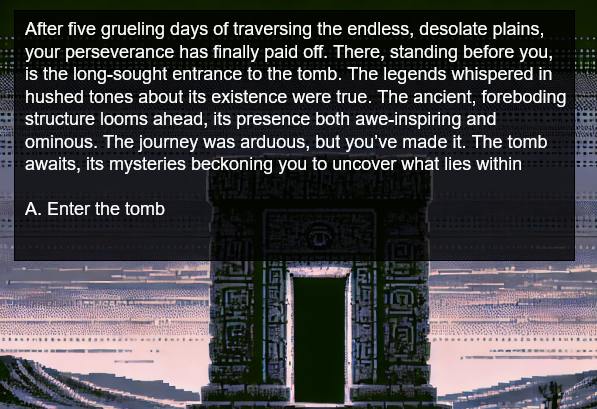 After five grueling days of traversing the endless, desolate plains,
your perseverance has finally paid off. There, standing before you,
is the long-sought entrance to the tomb. The legends whispered in
hushed tones about its existence were true. The ancient, foreboding
structure looms ahead, its presence both awe-inspiring and
ominous. The journey was arduous, but you've made it. The tomb
awaits, its mysteries beckoning you to uncover what lies within
A. Enter the tomb